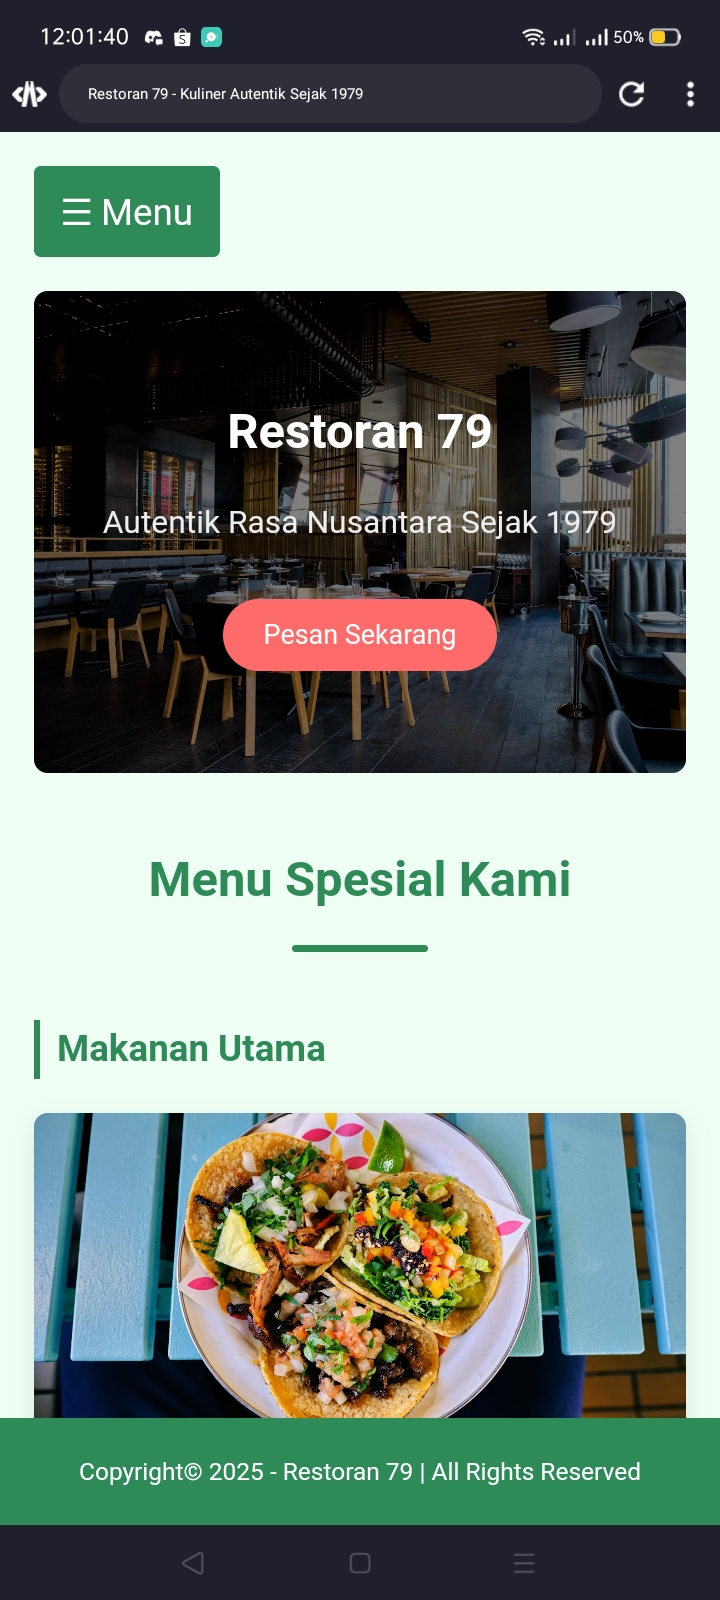 12:01:40
50%
Restoran 79 - Kuliner Autentik Sejak 1979
☰ Menu
Restoran 79
Autentik Rasa Nusantara Sejak 1979
Pesan Sekarang
Menu Spesial Kami
Makanan Utama
Copyright© 2025 - Restoran 79 | All Rights Reserved